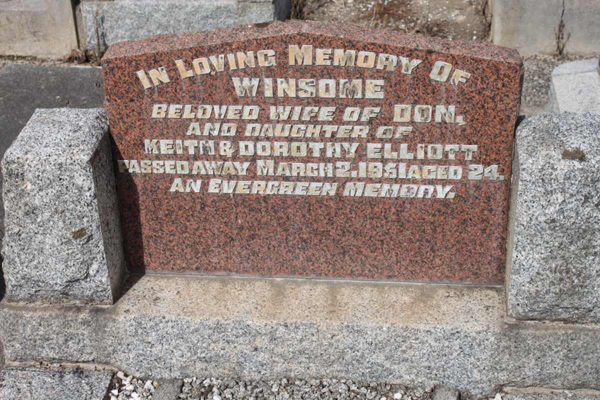 In Loving Memory Of
WINSOME
BELOVED WIFE OF DON,
AND DAUGHTER OF
KEITH & DOROTHY ELLIOTT
PASSED AWAY MARCH 2, 1961 AGED 24.
AN EVERGREEN MEMORY.